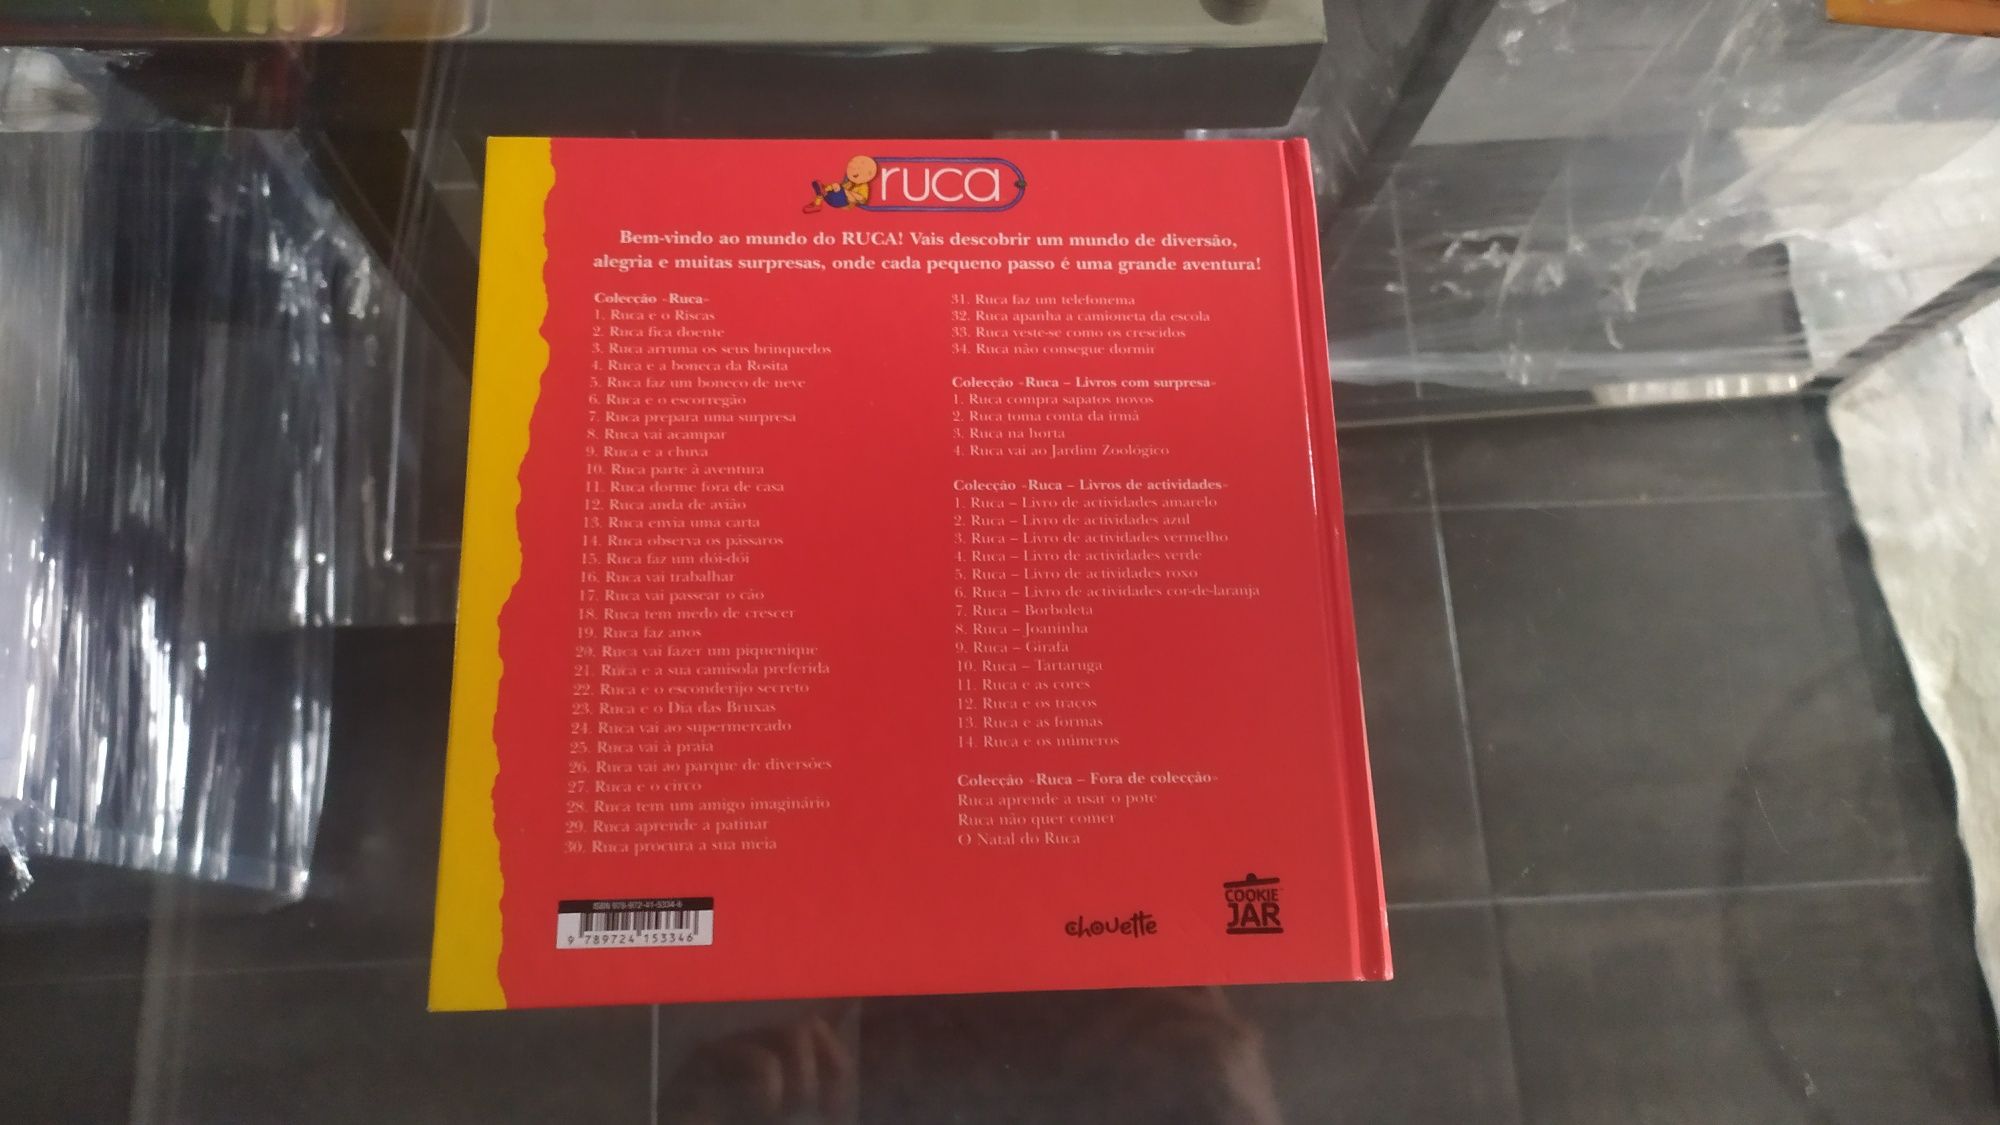 ruca
Bem-vindo ao mundo do RUCA! Vais descobrir um mundo de diversão,
alegria e muitas surpresas, onde cada pequeno passo é uma grande aventura!
Colecção «Ruca»
1. Ruca e o Riscas
2. Ruca fica doente
3. Ruca arruma os seus brinquedos
4. Ruca e a boneca da Rosita
5. Ruca faz um boneco de neve
6. Ruca e o escorregão
7. Ruca prepara uma surpresa
8. Ruca vai acampar
9. Ruca e a chuva
10. Ruca parte à aventura
11. Ruca dorme fora de casa
12. Ruca anda de avião
13. Ruca envia uma carta
14. Ruca observa os pássaros
15. Ruca faz um dói-dói
16. Ruca vai trabalhar
17. Ruca vai passear o cão
18. Ruca tem medo de crescer
19. Ruca faz anos
20. Ruca vai fazer um piquenique
21. Ruca e a sua camisola preferida
22. Ruca e o esconderijo secreto
23. Ruca e o Dia das Bruxas
24. Ruca vai ao supermercado
25. Ruca vai à praia
26. Ruca vai ao parque de diversões
27. Ruca e o circo
28. Ruca tem um amigo imaginário
29. Ruca aprende a patinar
30. Ruca procura a sua meia
31. Ruca faz um telefonema
32. Ruca apanha a camioneta da escola
33. Ruca veste-se como os crescidos
34. Ruca não consegue dormir
Colecção «Ruca – Livros com surpresa»
1. Ruca compra sapatos novos
2. Ruca toma conta da irmã
3. Ruca na horta
4. Ruca vai ao Jardim Zoológico
Colecção «Ruca – Livros de actividades»
1. Ruca – Livro de actividades amarelo
2. Ruca – Livro de actividades azul
3. Ruca – Livro de actividades vermelho
4. Ruca – Livro de actividades verde
5. Ruca – Livro de actividades roxo
6. Ruca – Livro de actividades cor-de-laranja
7. Ruca – Borboleta
8. Ruca – Joaninha
9. Ruca – Girafa
10. Ruca – Tartaruga
11. Ruca e as cores
12. Ruca e os traços
13. Ruca e as formas
14. Ruca e os números
Colecção «Ruca – Fora de colecção»
Ruca aprende a usar o pote
Ruca não quer comer
O Natal do Ruca
ISBN 978-972-41-5334-6
9 789724 153346
chouette
COOKIE
JAR